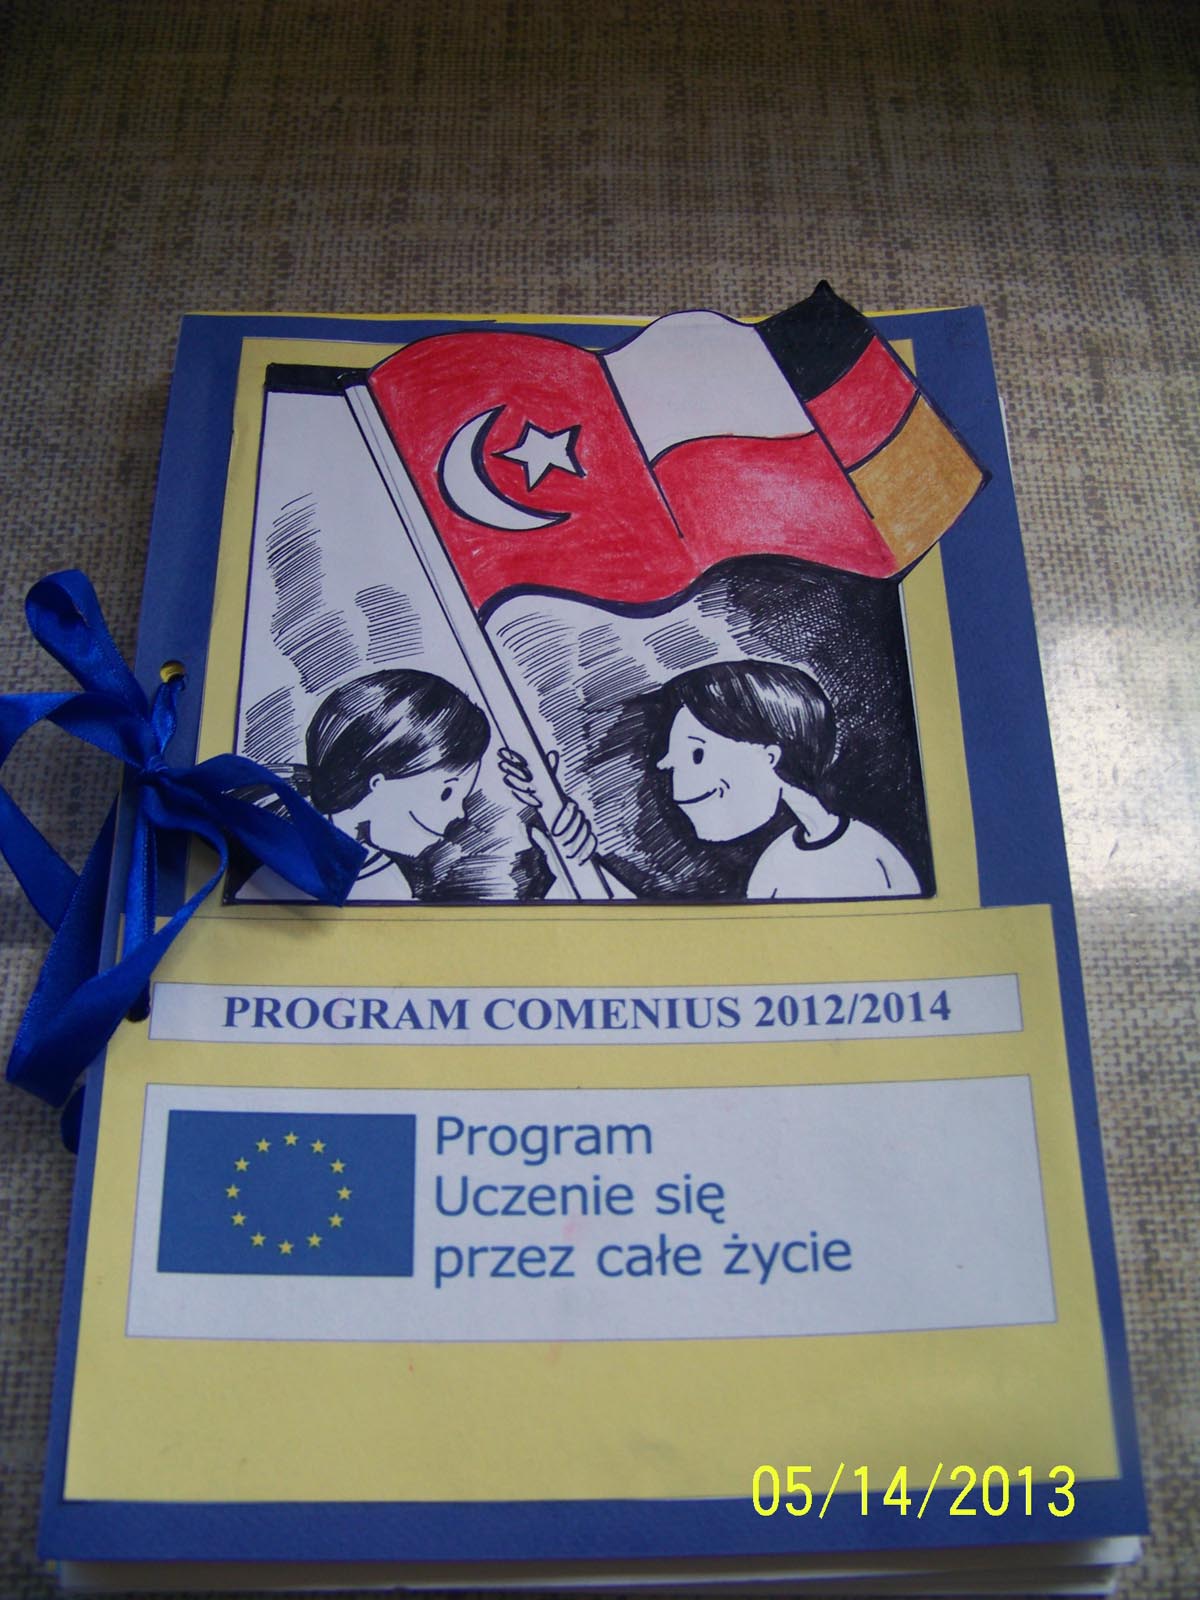 PROGRAM COMENIUS 2012/2014
Program
Uczenie się
przez całe życie
05/14/2013